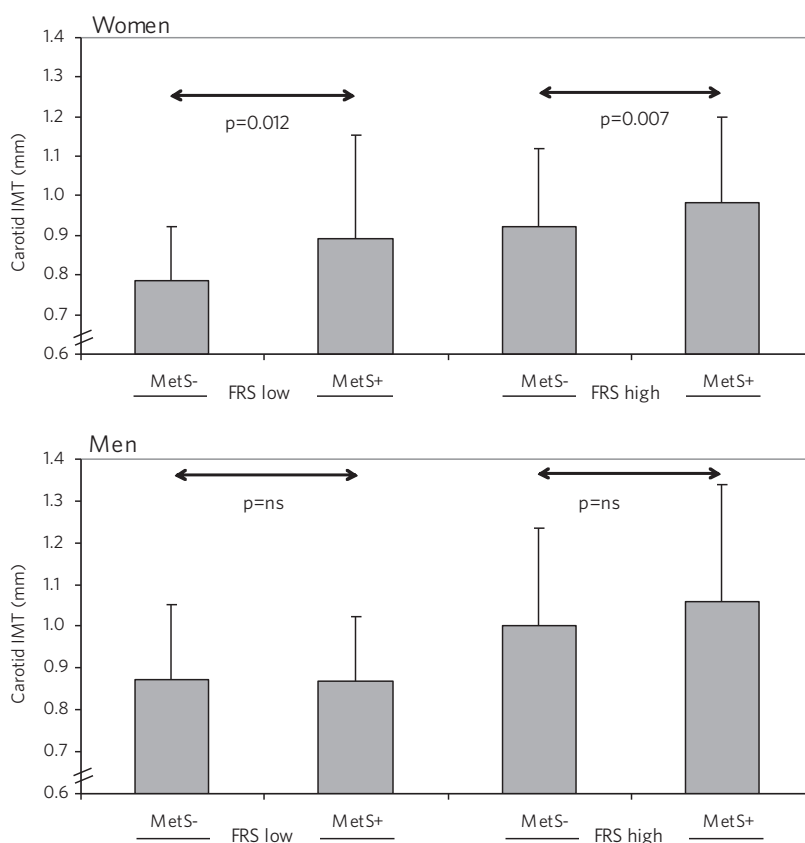 Women
1.4
1.3
1.2
1.1
1.0
0.9
0.8
0.7
0.6
Carotid IMT (mm)
p=0.012
p=0.007
MetS- FRS low MetS+ MetS- FRS high MetS+
Men
1.4
1.3
1.2
1.1
1.0
0.9
0.8
0.7
0.6
Carotid IMT (mm)
p=ns
p=ns
MetS- FRS low MetS+ MetS- FRS high MetS+